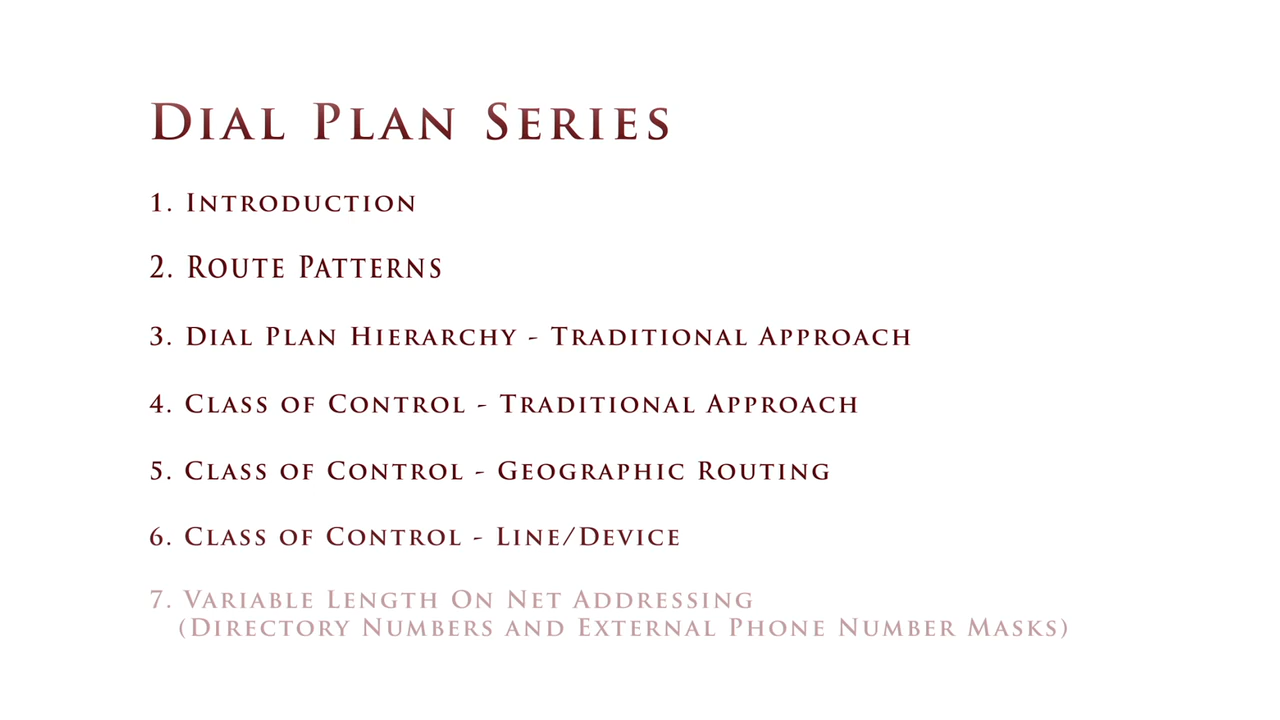 Dial Plan Series
1. Introduction
2. Route Patterns
3. Dial Plan Hierarchy - Traditional Approach
4. Class of Control - Traditional Approach
5. Class of Control - Geographic Routing
6. Class of Control - Line/Device
7. Variable Length On Net Addressing
(Directory Numbers and External Phone Number Masks)